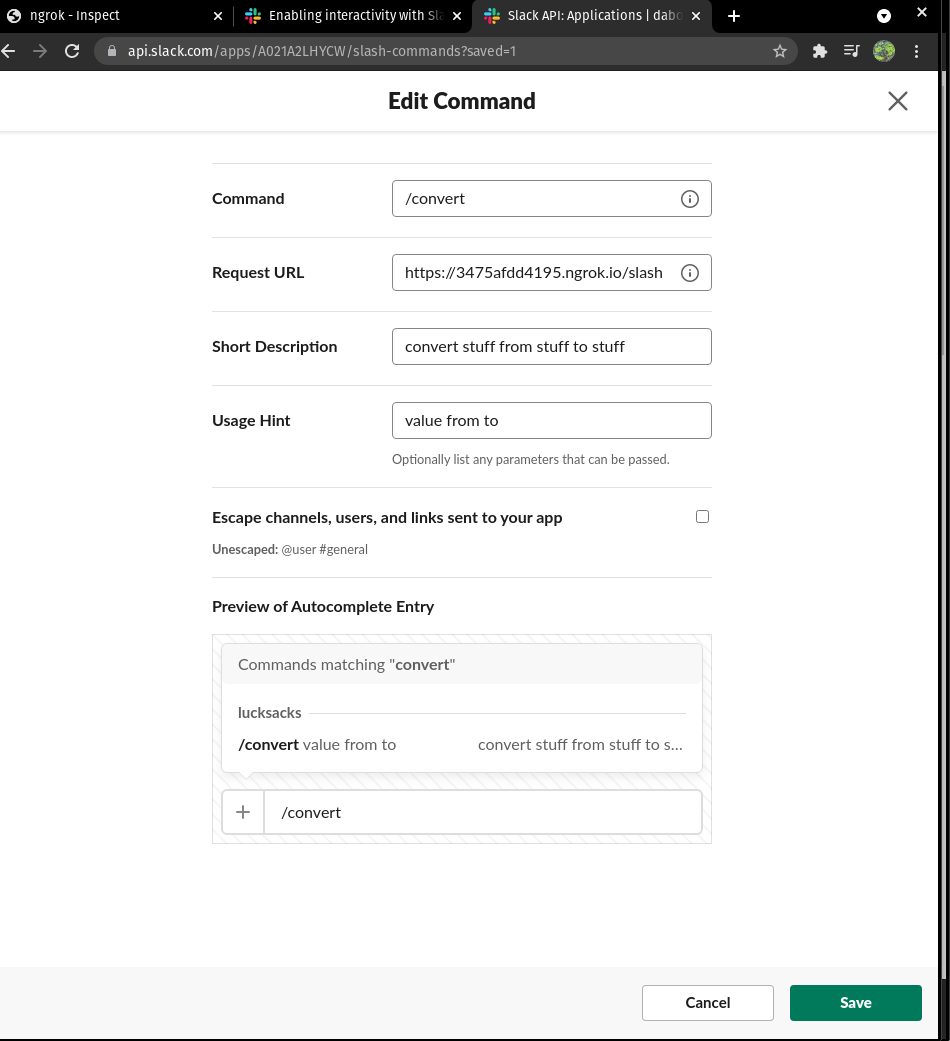 ngrok - Inspect
Enabling interactivity with Sla
Slack API: Applications | dabo
api.slack.com/apps/A021A2LHYCW/slash-commands?saved=1
Edit Command
Command /convert
Request URL https://3475afdd4195.ngrok.io/slash
Short Description convert stuff from stuff to stuff
Usage Hint value from to
Optionally list any parameters that can be passed.
Escape channels, users, and links sent to your app
Unescaped: @user #general
Preview of Autocomplete Entry
Commands matching "convert"
lucksacks
/convert value from to convert stuff from stuff to s...
/convert
Cancel Save